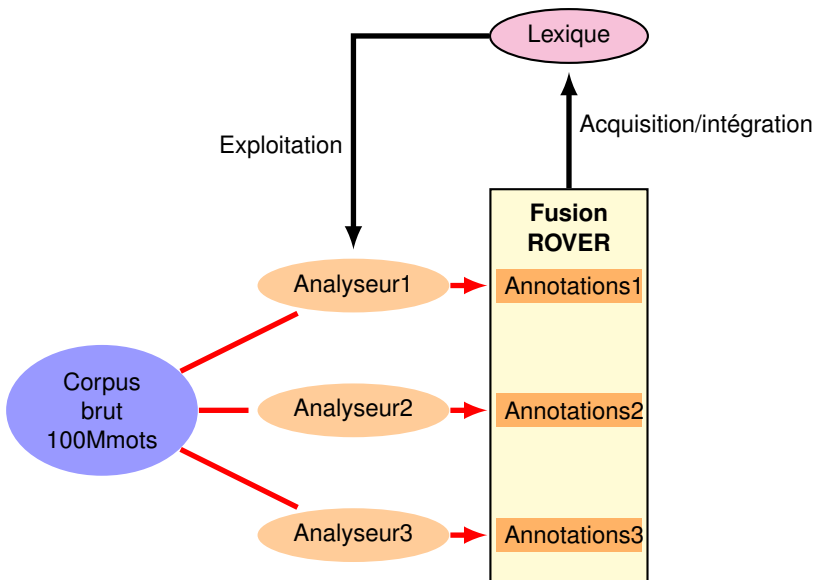 Lexique
Acquisition/intégration
Exploitation
Fusion
ROVER
Analyseur1
Annotations1
Corpus
brut
100Mmots
Analyseur2
Annotations2
Analyseur3
Annotations3